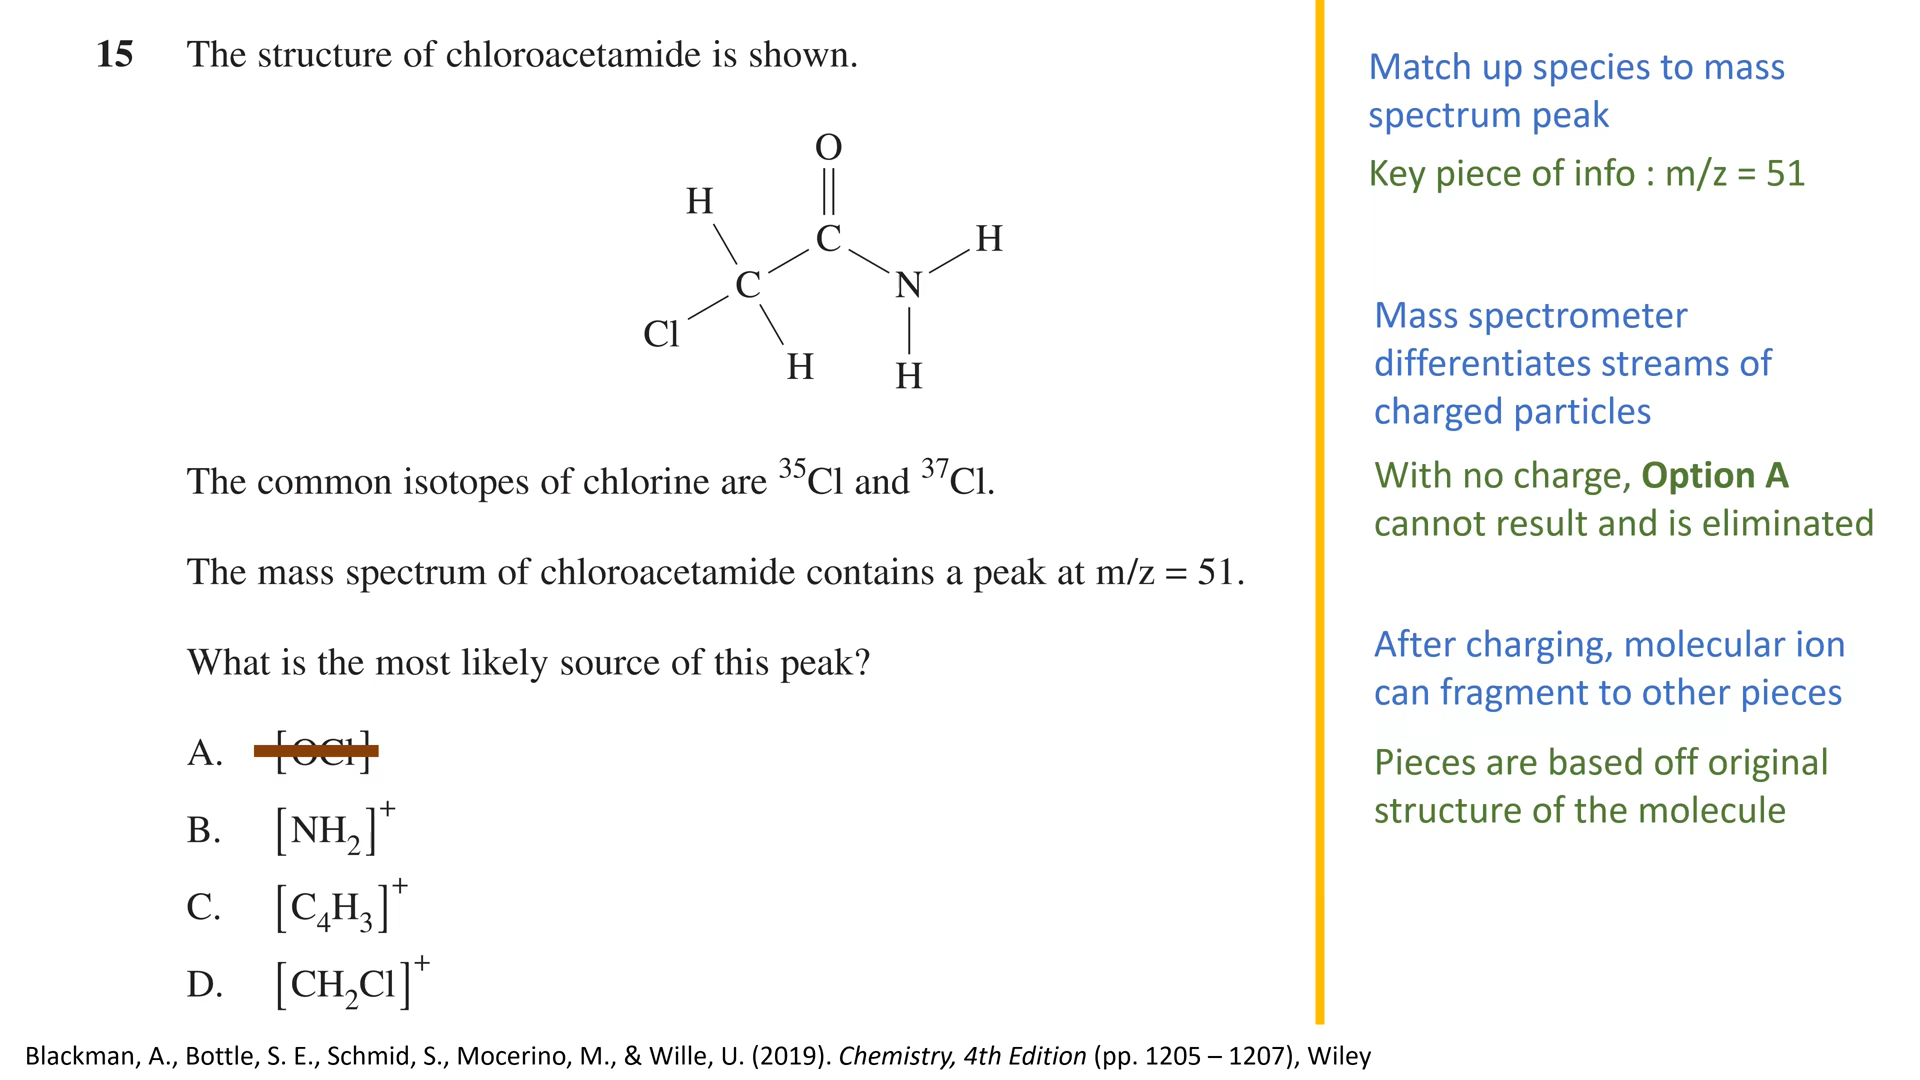 15 The structure of chloroacetamide is shown.
O
H
C
H
C
N
Cl
H
H
The common isotopes of chlorine are ³⁵Cl and ³⁷Cl.
The mass spectrum of chloroacetamide contains a peak at m/z = 51.
What is the most likely source of this peak?
A. [OCl]
B. [NH₂]⁺
C. [C₄H₃]⁺
D. [CH₂Cl]⁺
Match up species to mass
spectrum peak
Key piece of info : m/z = 51
Mass spectrometer
differentiates streams of
charged particles
With no charge, Option A
cannot result and is eliminated
After charging, molecular ion
can fragment to other pieces
Pieces are based off original
structure of the molecule
Blackman, A., Bottle, S. E., Schmid, S., Mocerino, M., & Wille, U. (2019). Chemistry, 4th Edition (pp. 1205 – 1207), Wiley